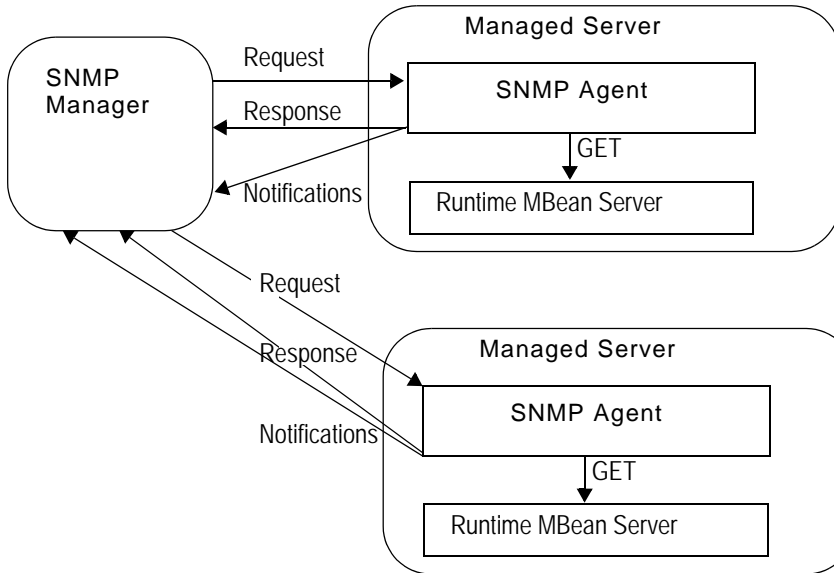 Managed Server
SNMP
Manager
Request
SNMP Agent
Response
GET
Notifications
Runtime MBean Server
Request
Managed Server
Response
SNMP Agent
Notifications
GET
Runtime MBean Server